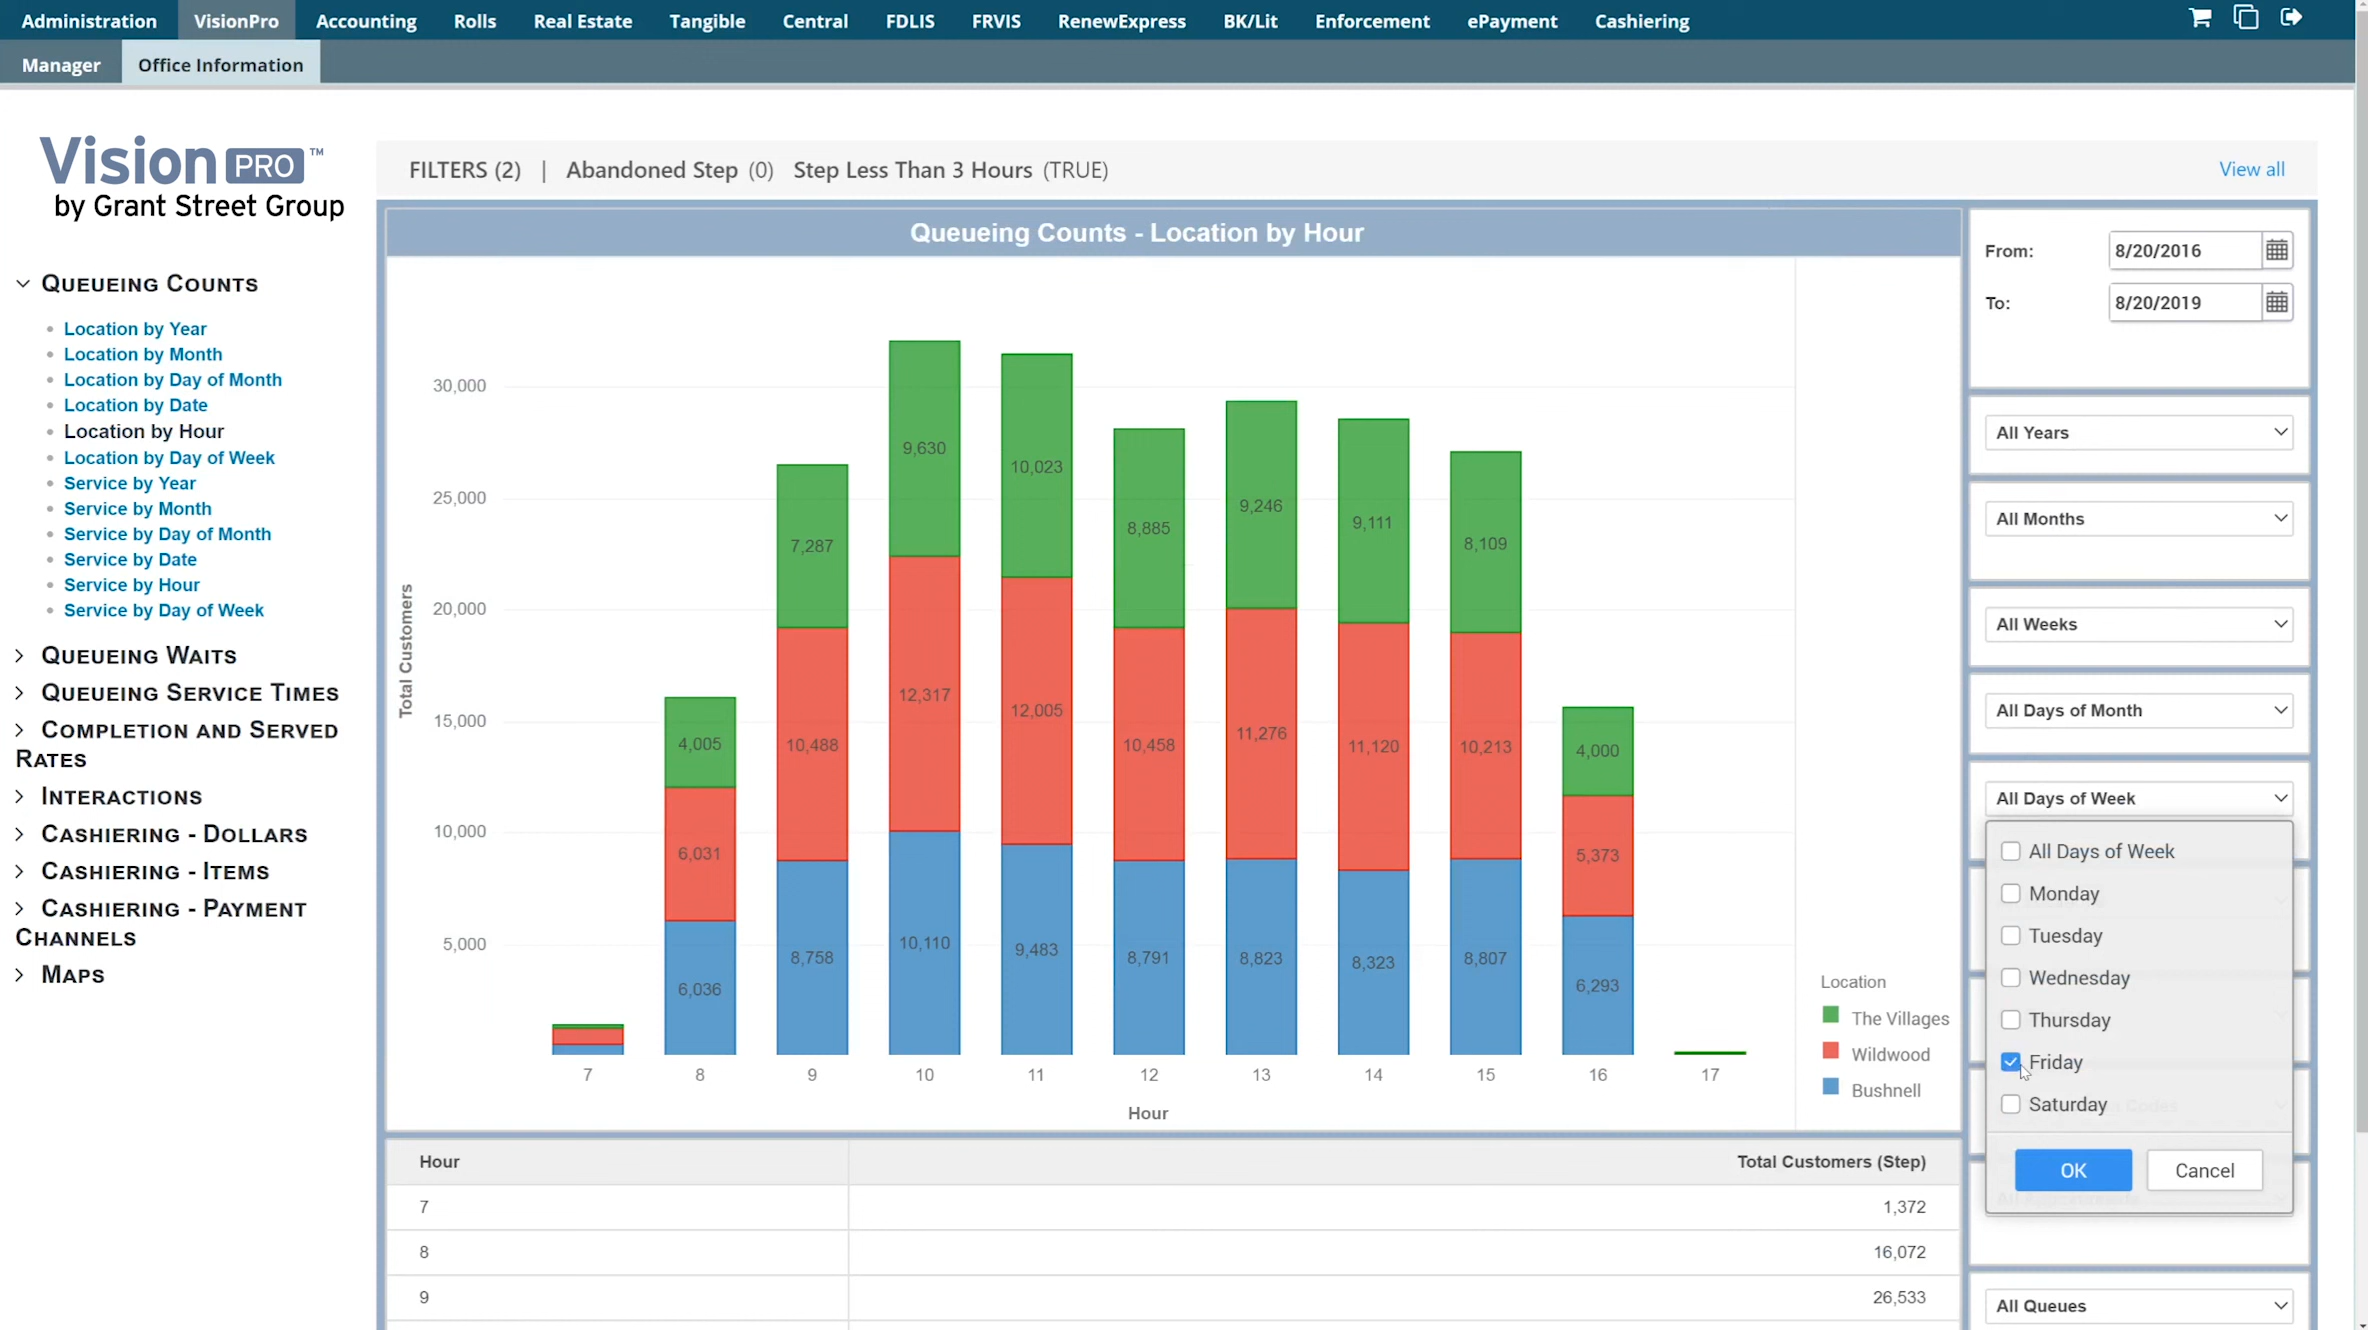 Administration VisionPro Accounting Rolls Real Estate Tangible Central FDLIS FRVIS RenewExpress BK/Lit Enforcement ePayment Cashiering
Manager Office Information
Vision PRO ™
by Grant Street Group
QUEUEING COUNTS
Location by Year
Location by Month
Location by Day of Month
Location by Date
Location by Hour
Location by Day of Week
Service by Year
Service by Month
Service by Day of Month
Service by Date
Service by Hour
Service by Day of Week
QUEUEING WAITS
QUEUEING SERVICE TIMES
COMPLETION AND SERVED
RATES
INTERACTIONS
CASHIERING - DOLLARS
CASHIERING - ITEMS
CASHIERING - PAYMENT
CHANNELS
MAPS
FILTERS (2) | Abandoned Step (0) Step Less Than 3 Hours (TRUE) View all
Queueing Counts - Location by Hour
Total Customers
30,000
25,000
20,000
15,000
10,000
5,000
4,005
6,031
6,036
7,287
10,488
8,758
9,630
12,317
10,110
10,023
12,005
9,483
8,885
10,458
8,791
9,246
11,276
8,823
9,111
11,120
8,323
8,109
10,213
8,807
4,000
5,373
6,293
7 8 9 10 11 12 13 14 15 16 17
Hour
Location
The Villages
Wildwood
Bushnell
Hour Total Customers (Step)
7 1,372
8 16,072
9 26,533
From: 8/20/2016
To: 8/20/2019
All Years
All Months
All Weeks
All Days of Month
All Days of Week
All Days of Week
Monday
Tuesday
Wednesday
Thursday
Friday
Saturday
OK Cancel
All Queues